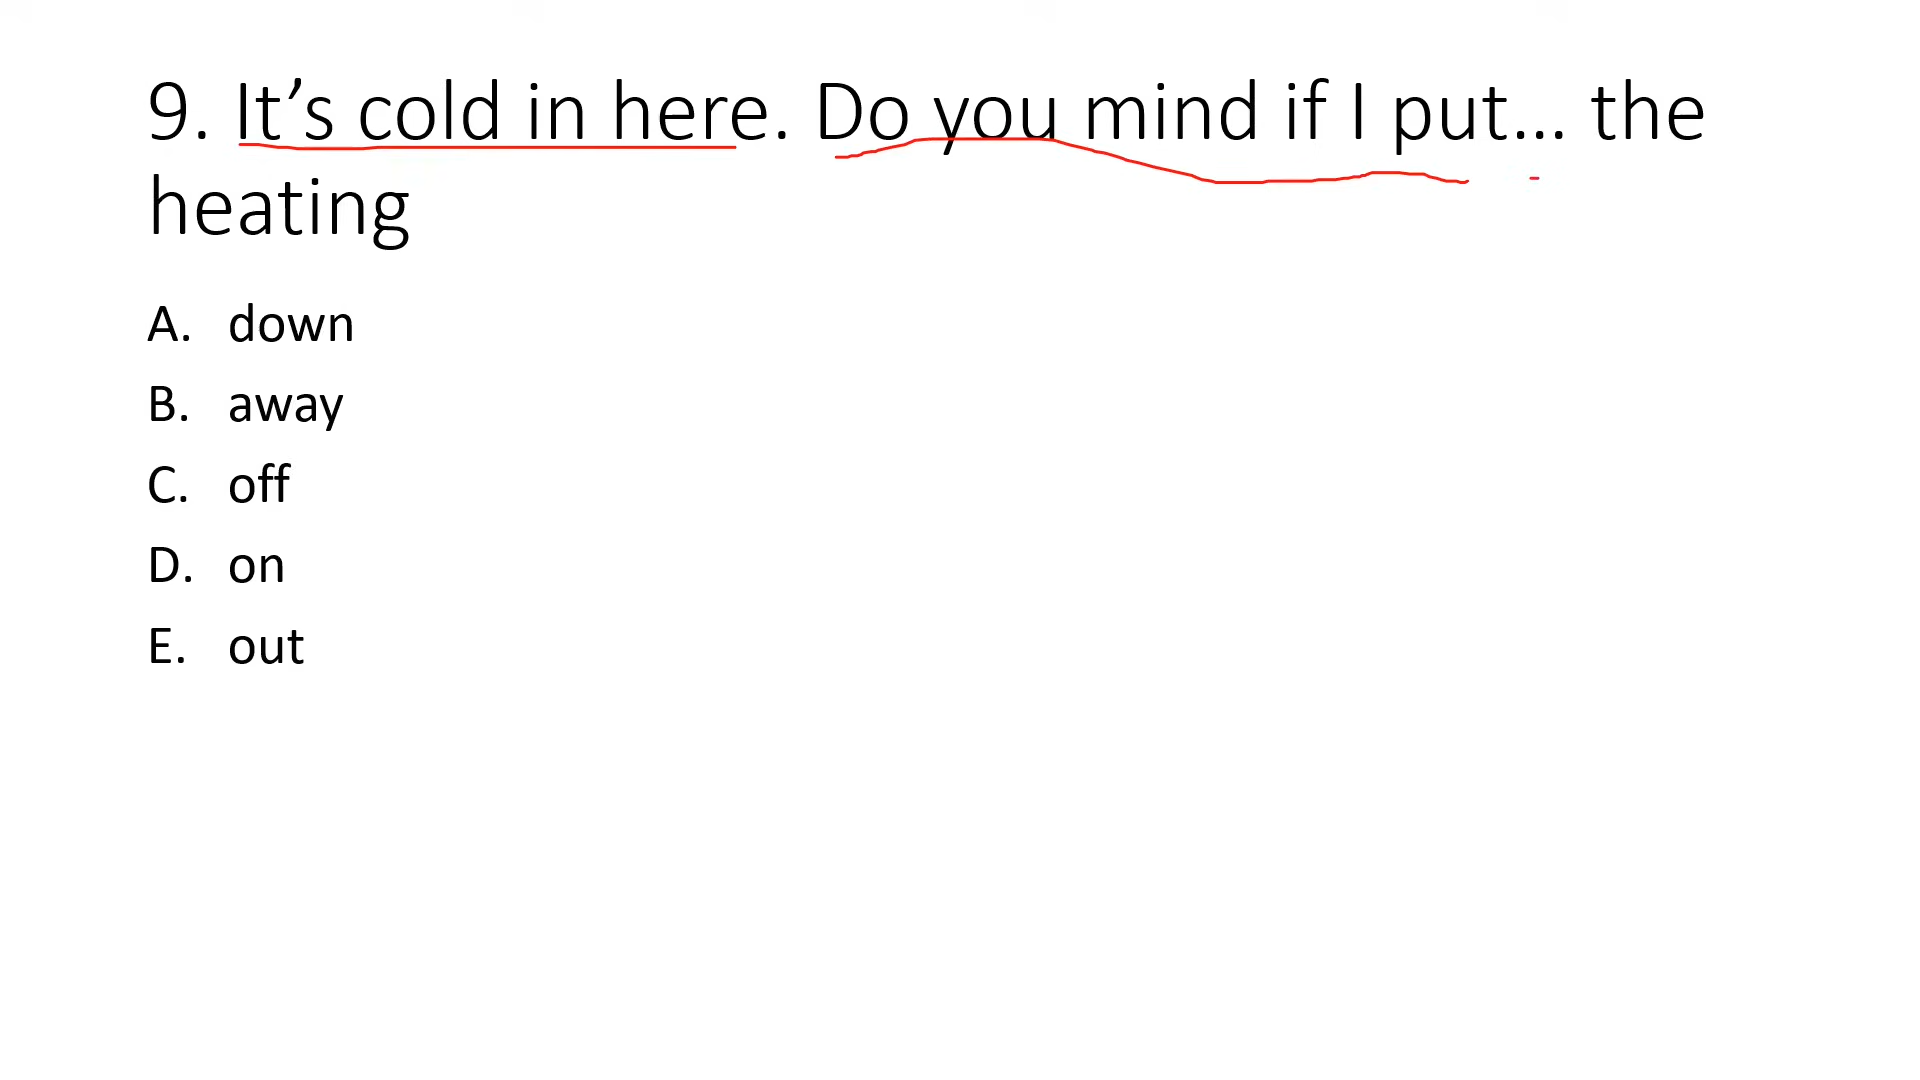 9. It’s cold in here. Do you mind if I put… the
heating
A. down
B. away
C. off
D. on
E. out